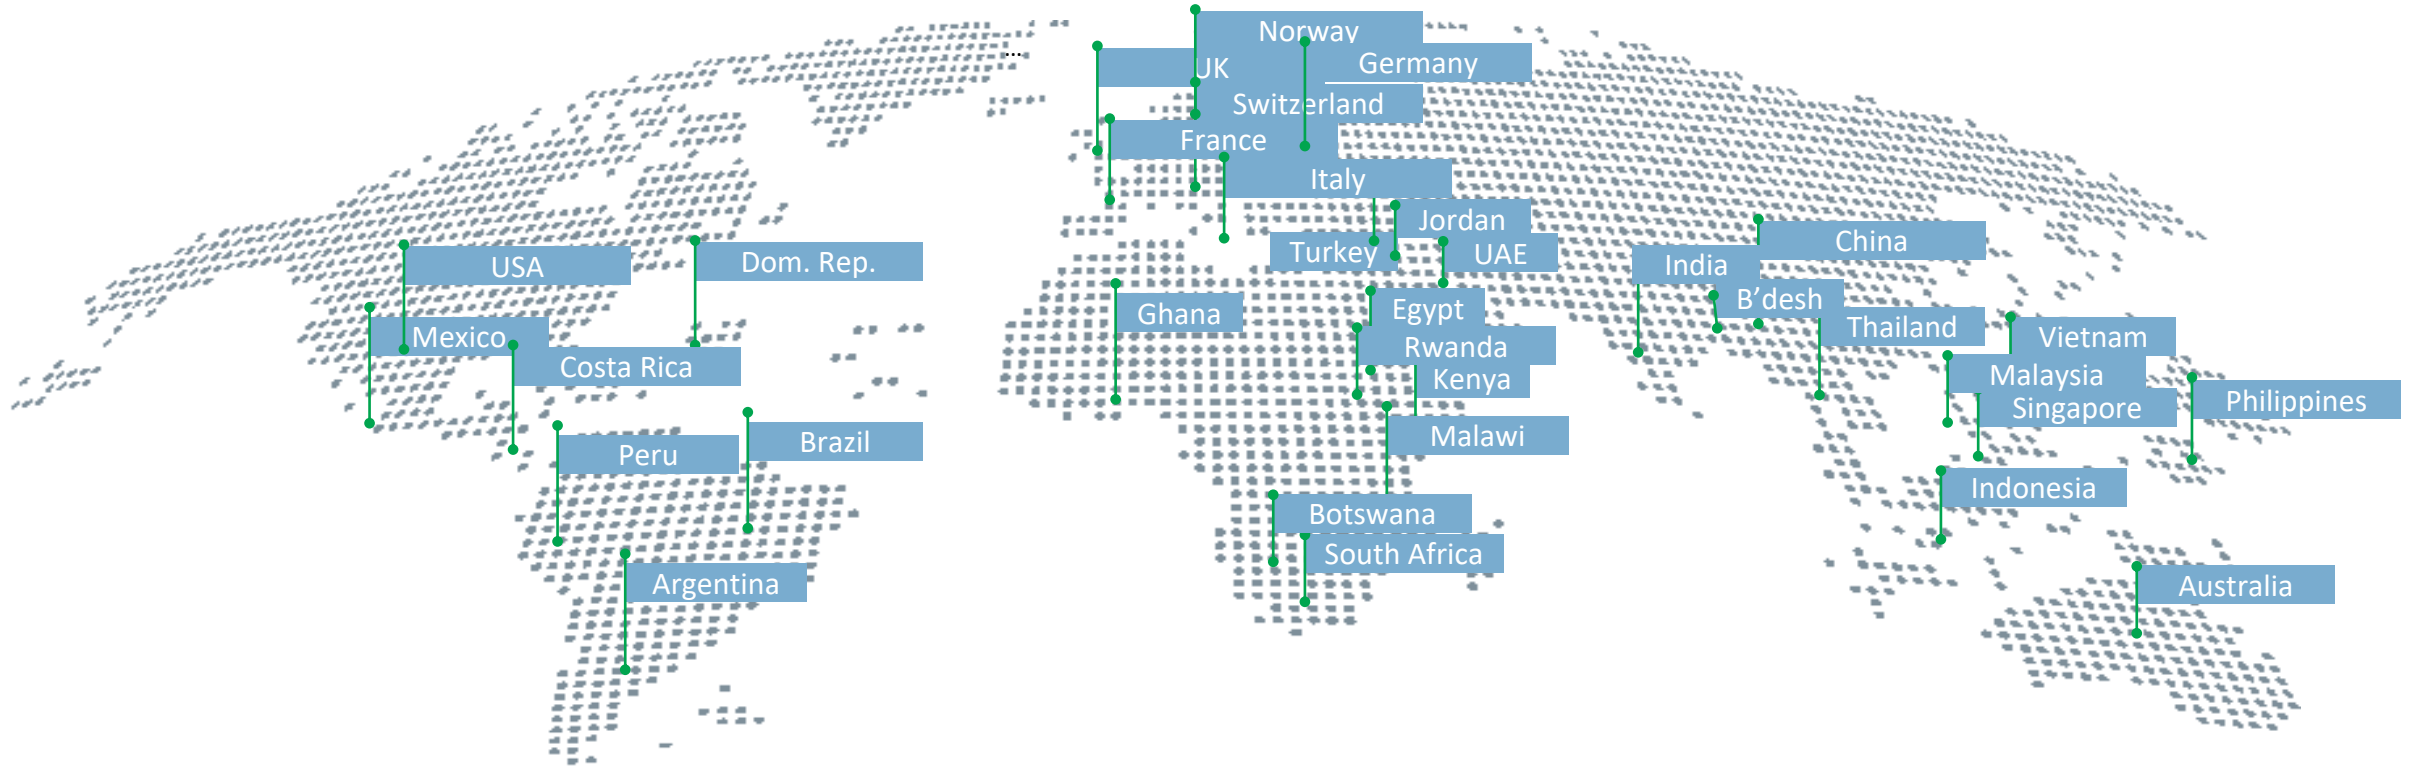 Norway
...
UK
Germany
Switzerland
France
Italy
Jordan
Turkey
UAE
USA
Dom. Rep.
China
India
B’desh
Egypt
Ghana
Mexico
Costa Rica
Rwanda
Kenya
Thailand
Vietnam
Malaysia
Singapore
Philippines
Peru
Brazil
Malawi
Indonesia
Botswana
South Africa
Argentina
Australia